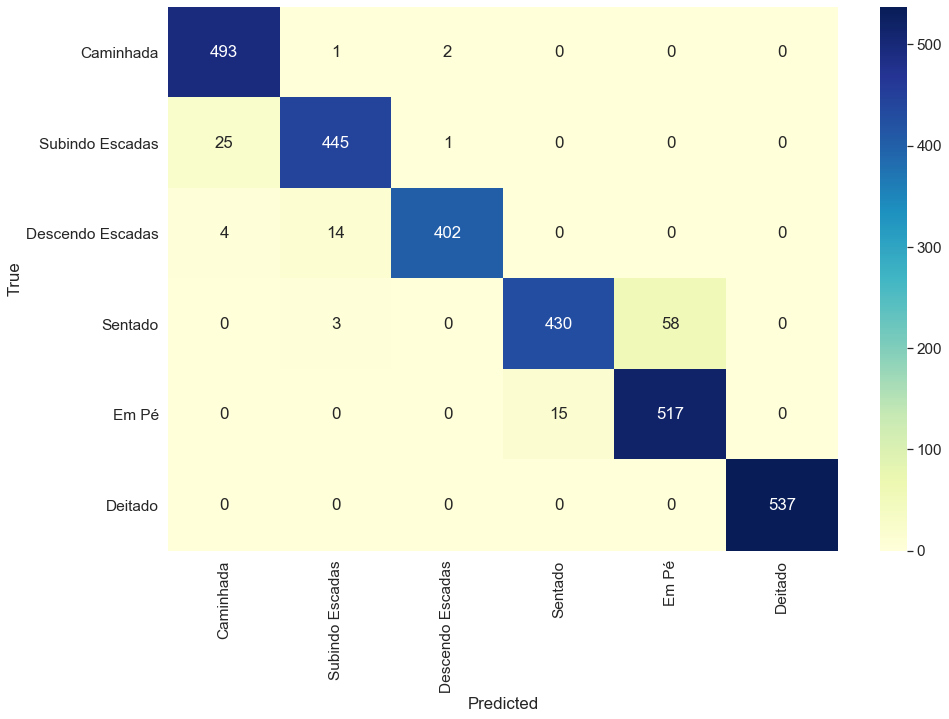 Caminhada 493 1 2 0 0 0
Subindo Escadas 25 445 1 0 0 0
Descendo Escadas 4 14 402 0 0 0
Sentado 0 3 0 430 58 0
Em Pé 0 0 0 15 517 0
Deitado 0 0 0 0 0 537
True
Caminhada
Subindo Escadas
Descendo Escadas
Sentado
Em Pé
Deitado
Predicted
500
400
300
200
100
0